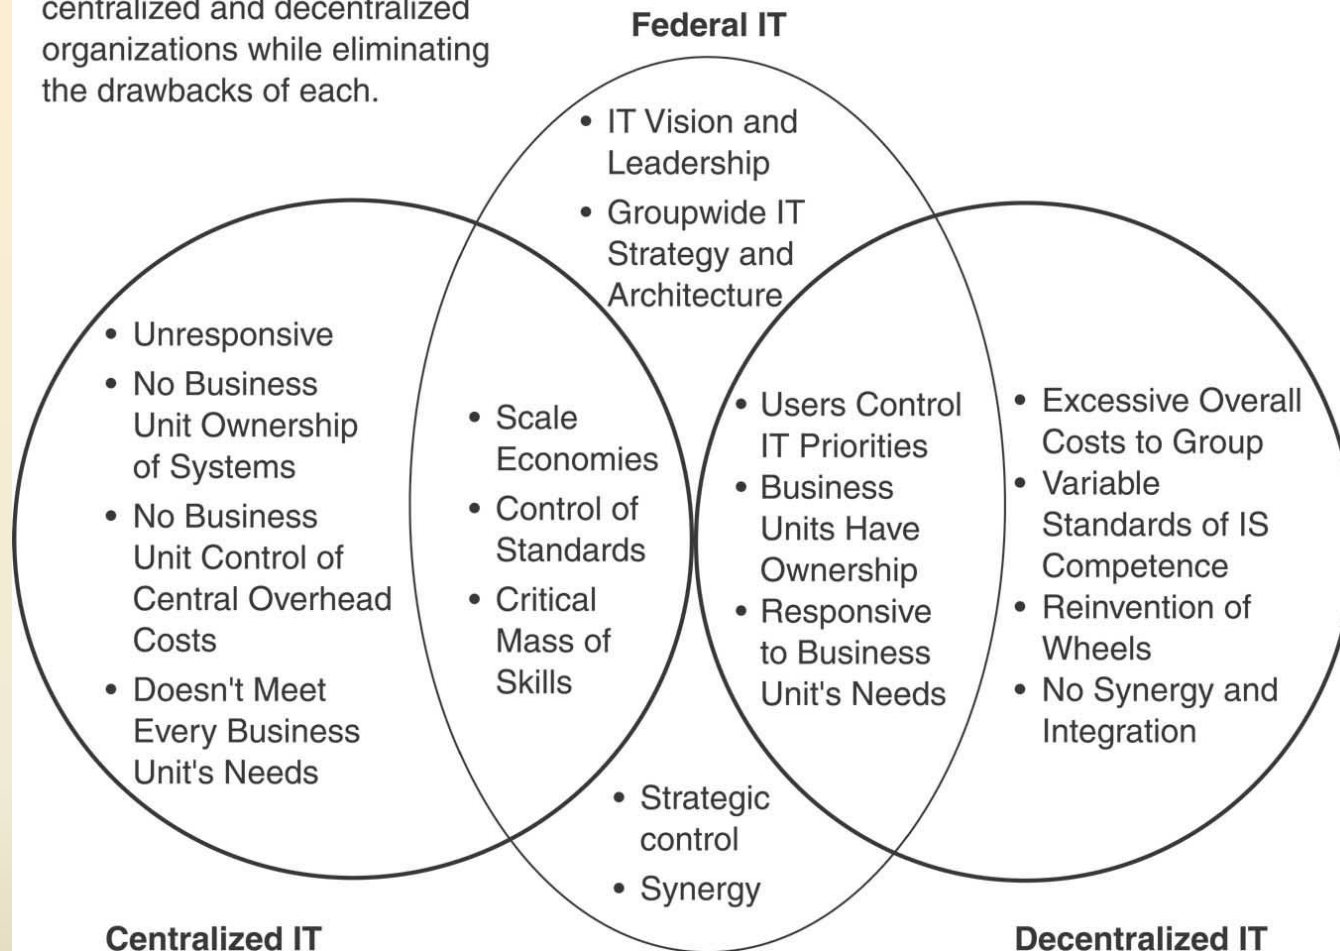 centralized and decentralized
organizations while eliminating
the drawbacks of each.
Federal IT
• IT Vision and
Leadership
• Groupwide IT
Strategy and
Architecture
• Unresponsive
• No Business
Unit Ownership
of Systems
• No Business
Unit Control of
Central Overhead
Costs
• Doesn't Meet
Every Business
Unit's Needs
• Scale
Economies
• Control of
Standards
• Critical
Mass of
Skills
• Users Control
IT Priorities
• Business
Units Have
Ownership
• Responsive
to Business
Unit's Needs
• Excessive Overall
Costs to Group
• Variable
Standards of IS
Competence
• Reinvention of
Wheels
• No Synergy and
Integration
• Strategic
control
• Synergy
Centralized IT
Decentralized IT